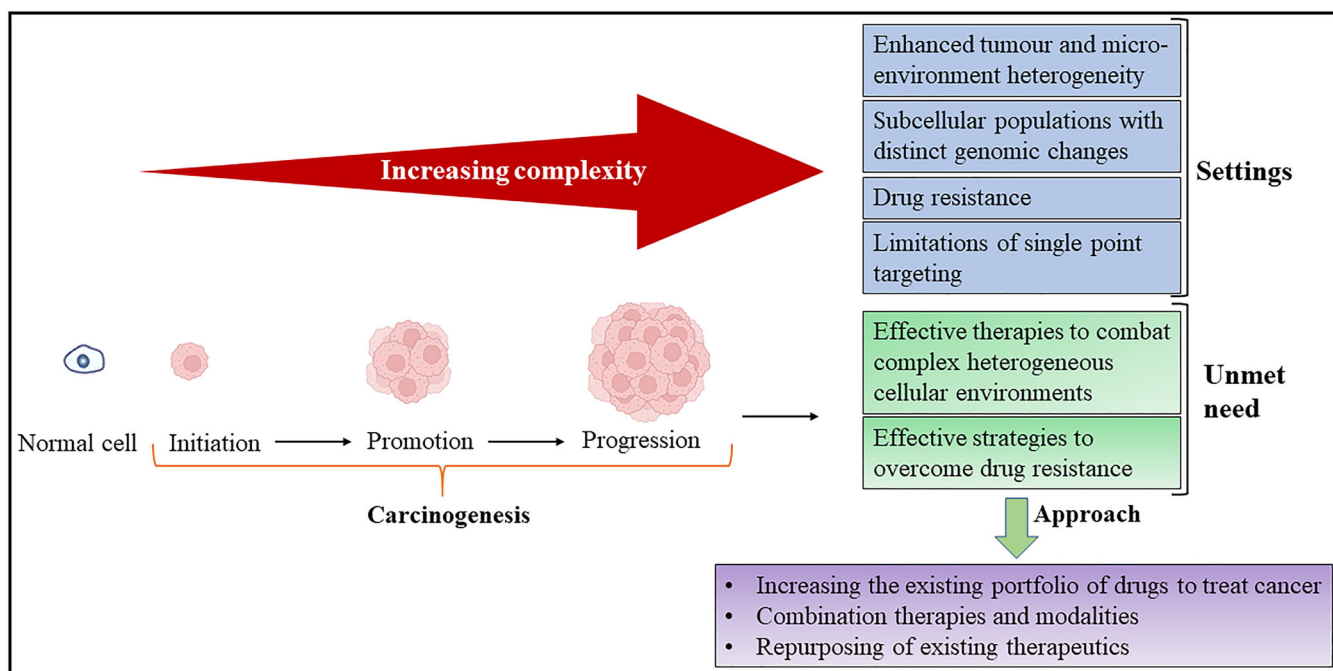 Increasing complexity
Enhanced tumour and micro-
environment heterogeneity
Subcellular populations with
distinct genomic changes
Drug resistance
Limitations of single point
targeting
Settings
Effective therapies to combat
complex heterogeneous
cellular environments
Effective strategies to
overcome drug resistance
Unmet
need
Normal cell
Initiation
Promotion
Progression
Carcinogenesis
Approach
• Increasing the existing portfolio of drugs to treat cancer
• Combination therapies and modalities
• Repurposing of existing therapeutics